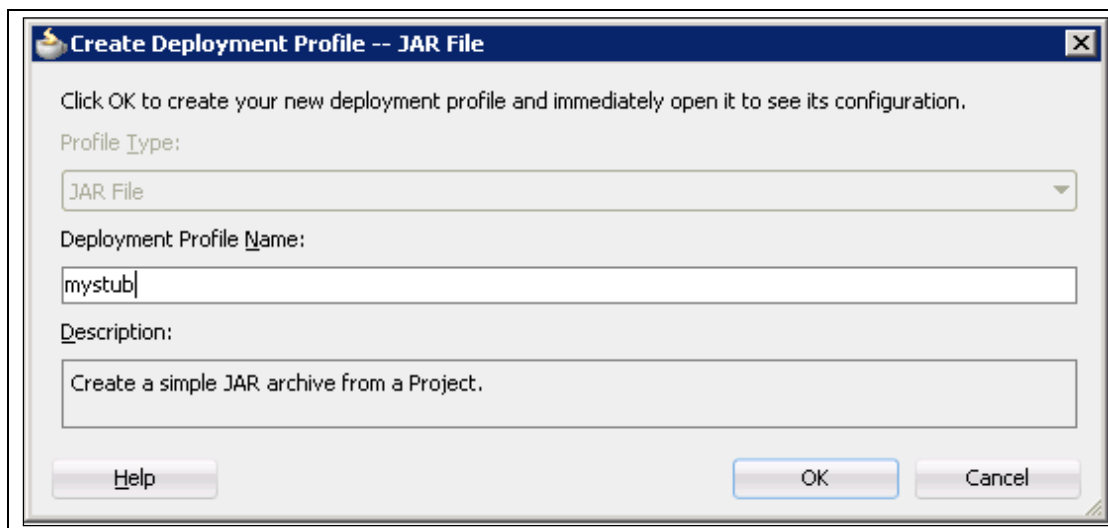 Create Deployment Profile -- JAR File
Click OK to create your new deployment profile and immediately open it to see its configuration.
Profile Type:
JAR File
Deployment Profile Name:
mystub
Description:
Create a simple JAR archive from a Project.
Help OK Cancel